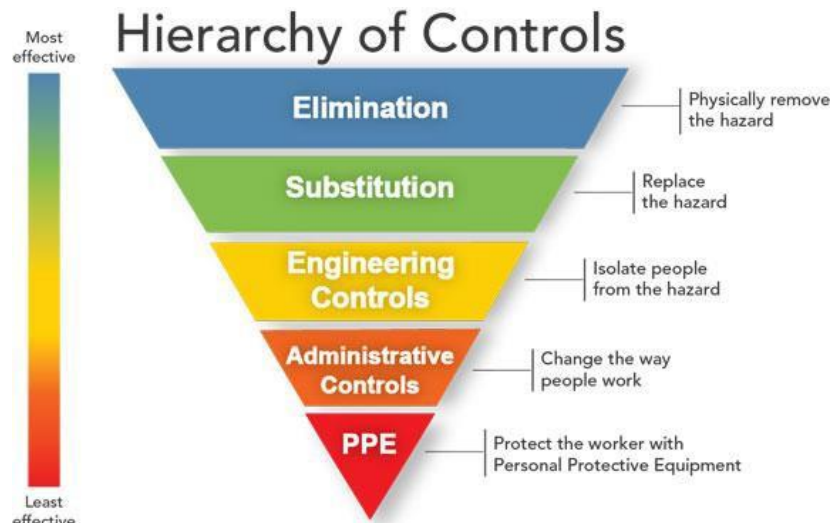 Most
effective
Hierarchy of Controls
Elimination
Physically remove
the hazard
Substitution
Replace
the hazard
Engineering
Controls
Isolate people
from the hazard
Administrative
Controls
Change the way
people work
PPE
Protect the worker with
Personal Protective Equipment
Least
effective